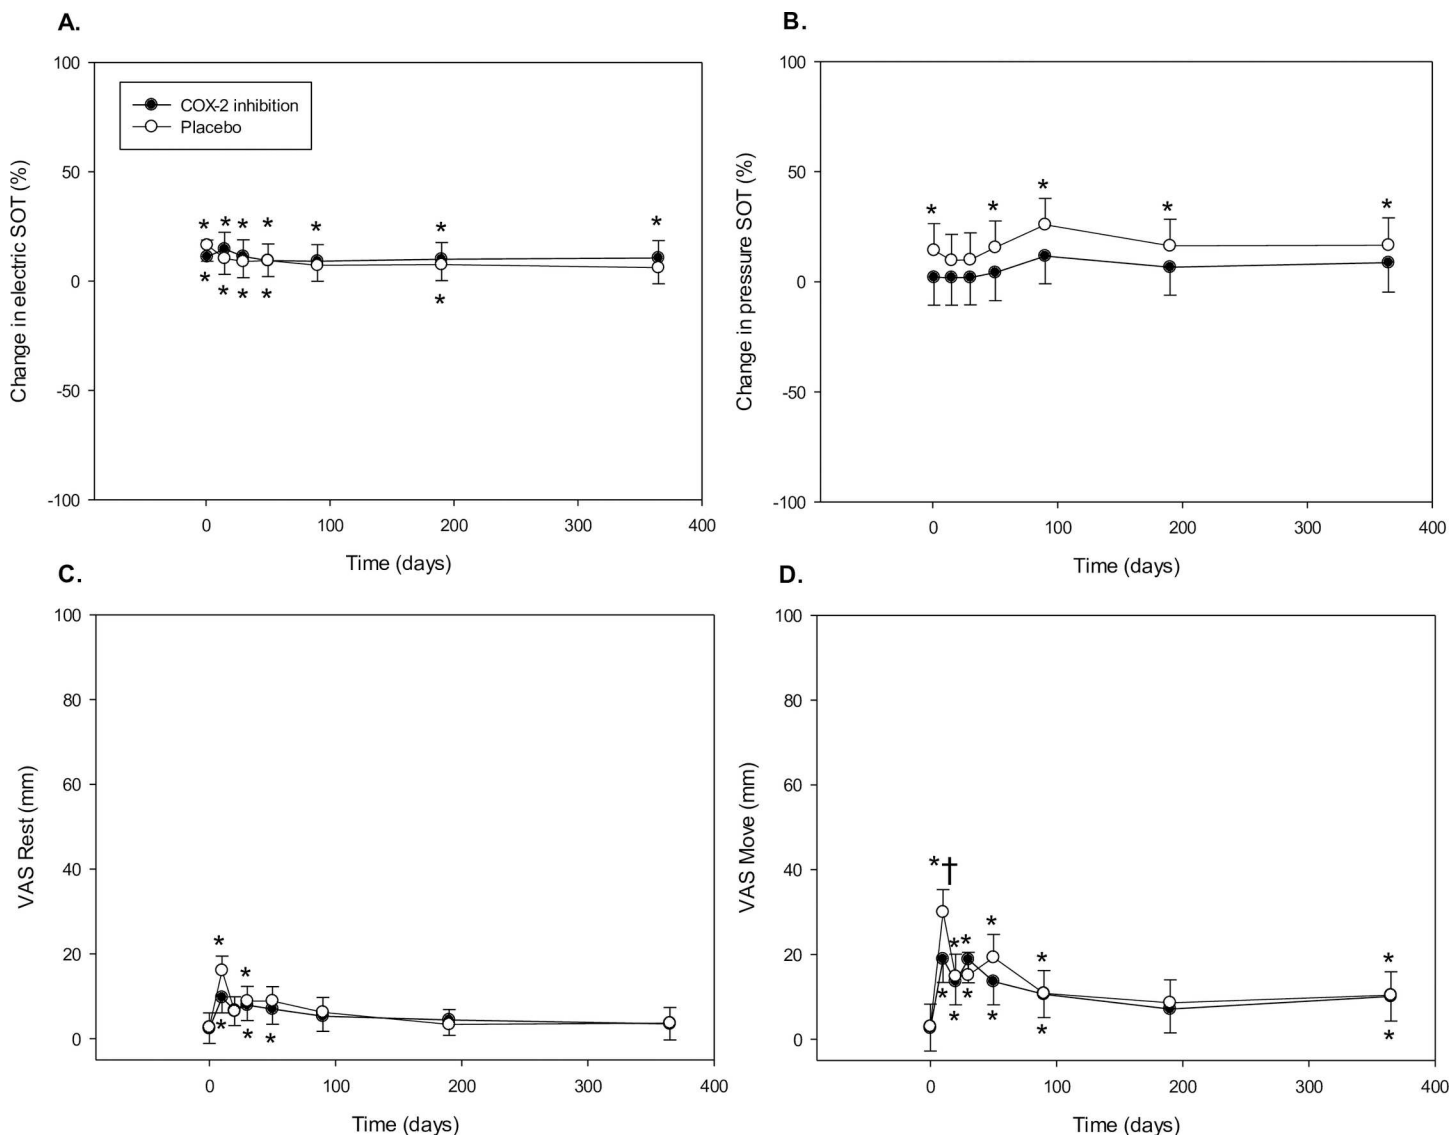 A.
100
50
0
-50
-100
Change in electric SOT (%)
COX-2 inhibition
Placebo
* * * * * * *
* * * * *
0 100 200 300 400
Time (days)
B.
100
50
0
-50
-100
Change in pressure SOT (%)
* * * * *
0 100 200 300 400
Time (days)
C.
100
80
60
40
20
0
VAS Rest (mm)
* *
* * *
0 100 200 300 400
Time (days)
D.
100
80
60
40
20
0
VAS Move (mm)
*†
* * * * *
* * * * * *
0 100 200 300 400
Time (days)